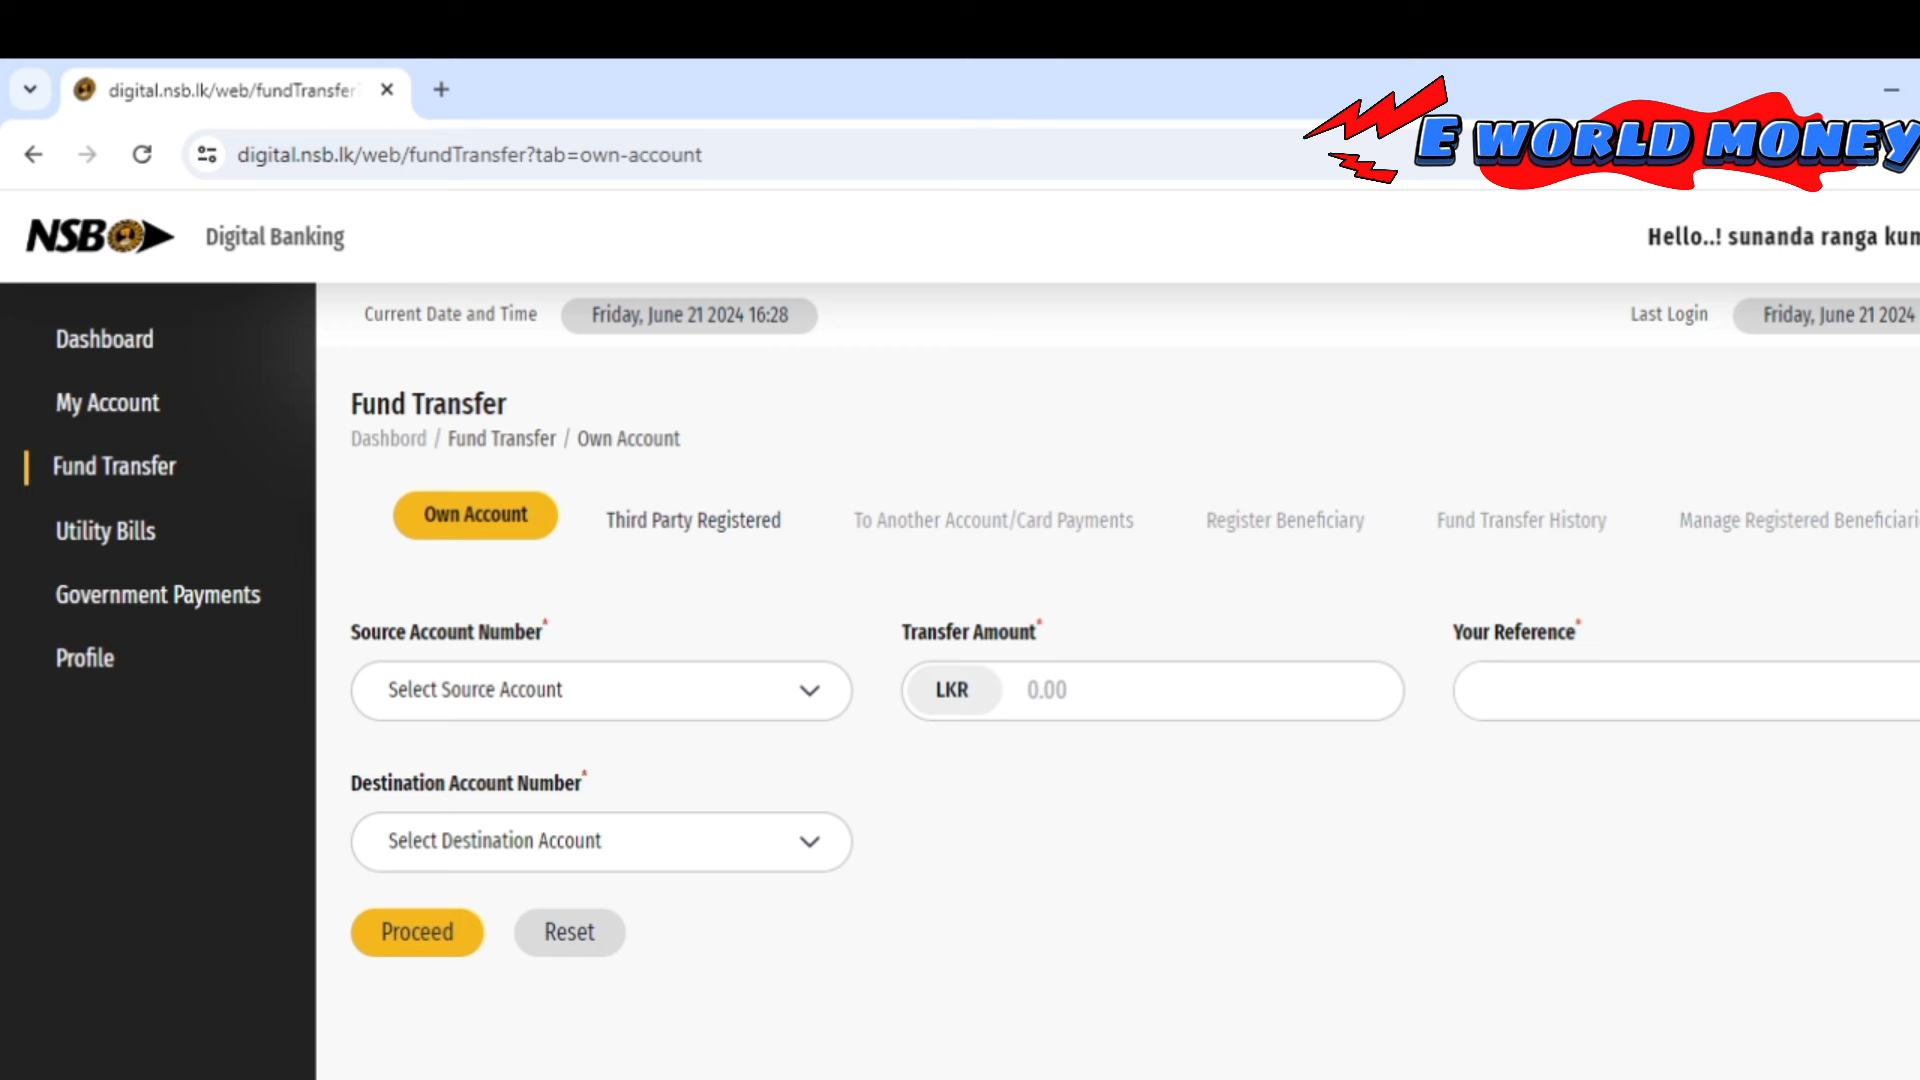 digital.nsb.lk/web/fundTransfer
digital.nsb.lk/web/fundTransfer?tab=own-account
E WORLD MONEY
NSB Digital Banking
Hello..! sunanda ranga
Current Date and Time Friday, June 21 2024 16:28
Last Login Friday, June 21 2024
Dashboard
My Account
Fund Transfer
Utility Bills
Government Payments
Profile
Fund Transfer
Dashbord / Fund Transfer / Own Account
Own Account Third Party Registered To Another Account/Card Payments Register Beneficiary Fund Transfer History Manage Registered
Source Account Number* Transfer Amount* Your Reference*
Select Source Account LKR 0.00
Destination Account Number*
Select Destination Account
Proceed Reset